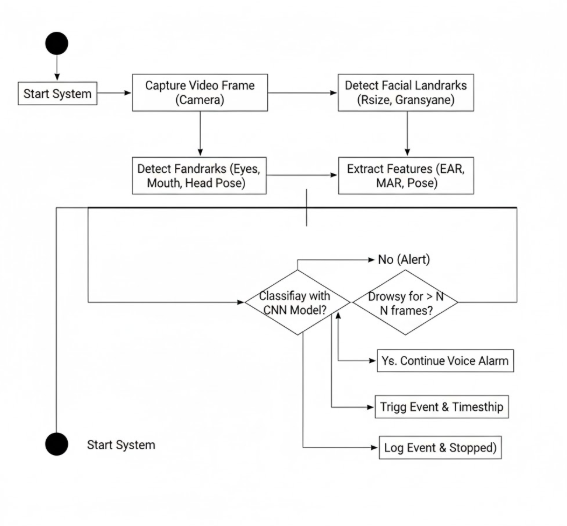 Start System
Capture Video Frame
(Camera)
Detect Facial Landrarks
(Rsize, Gransyane)
Detect Fandrarks (Eyes,
Mouth, Head Pose)
Extract Features (EAR,
MAR, Pose)
No (Alert)
Classifiay with
CNN Model?
Drowsy for > N
N frames?
Ys. Continue Voice Alarm
Trigg Event & Timesthip
Log Event & Stopped)
Start System